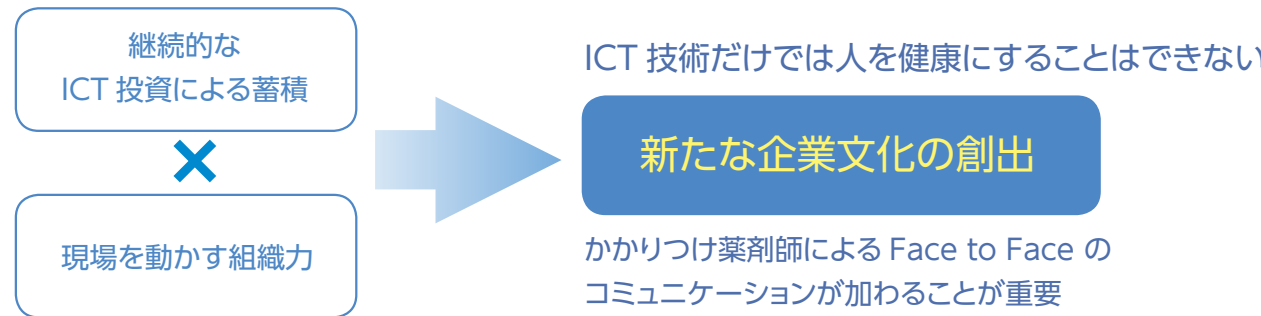 継続的な
ICT 投資による蓄積
×
現場を動かす組織力
ICT 技術だけでは人を健康にすることはできない
新たな企業文化の創出
かかりつけ薬剤師による Face to Face の
コミュニケーションが加わることが重要